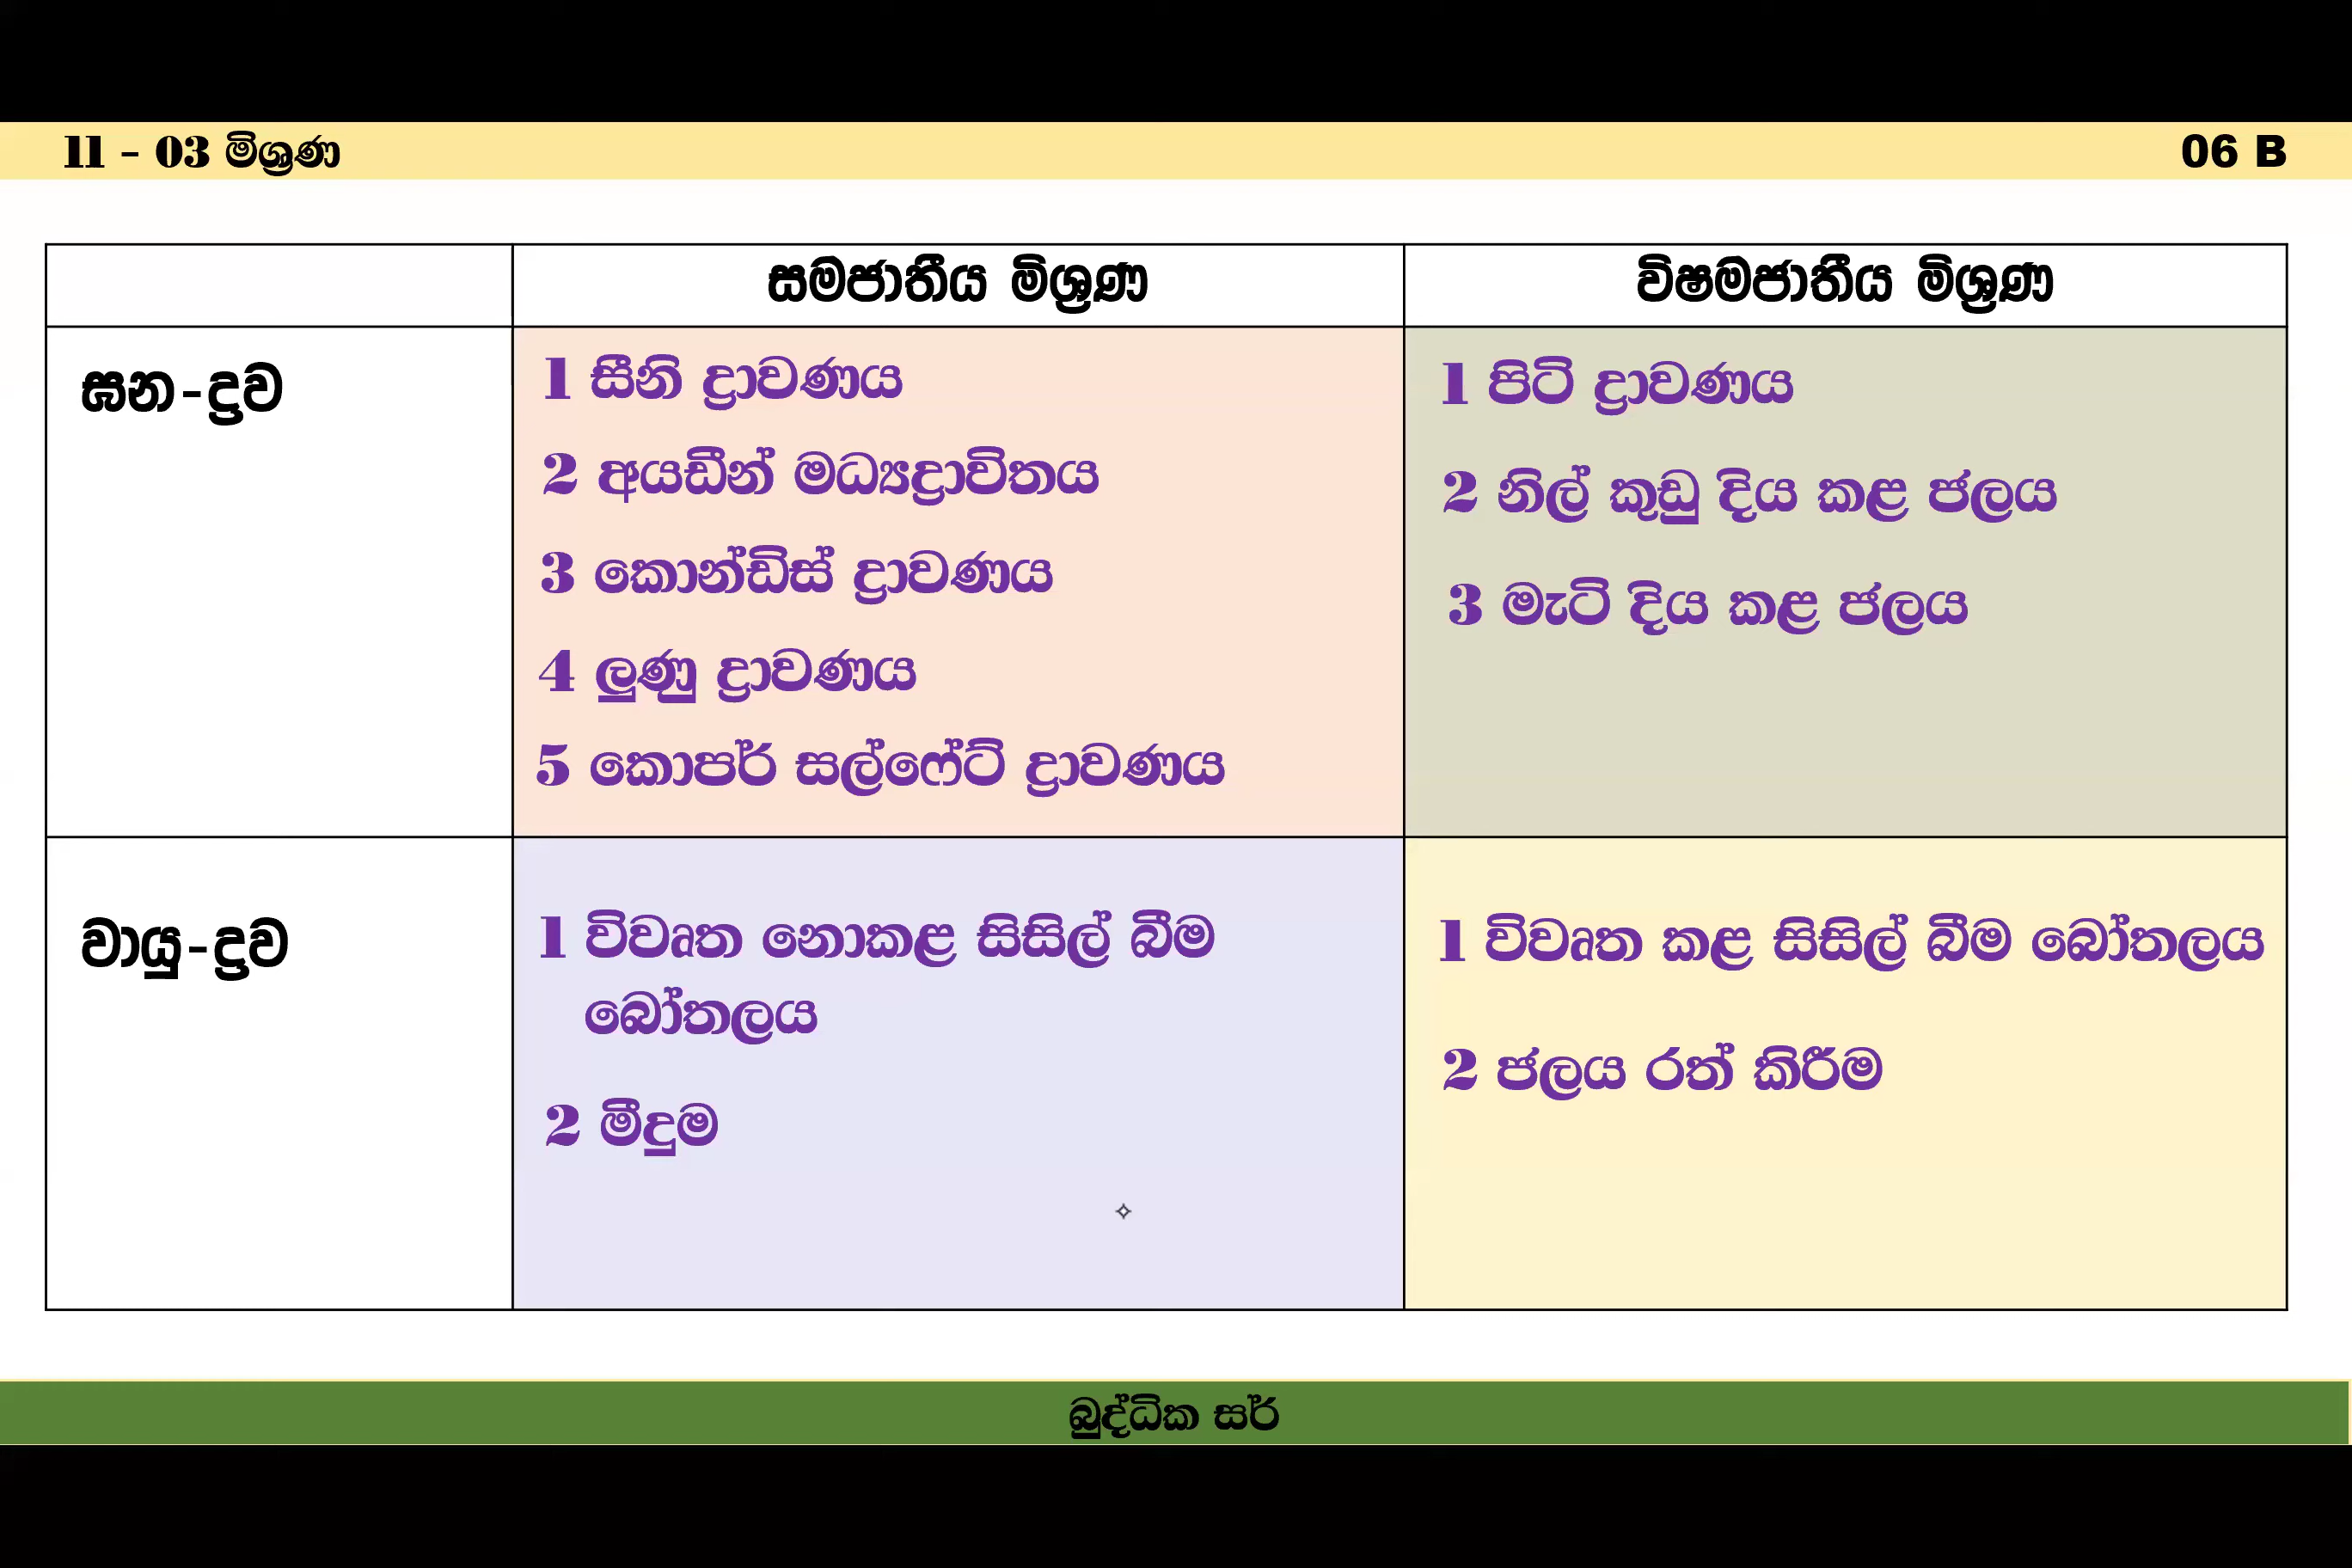 11 – 03 මිශ්‍රණ
06 B
සමජාතීය මිශ්‍රණ
විෂමජාතීය මිශ්‍රණ
ඝන-ද්‍රව
1 සීනි ද්‍රාවණය
2 අයඩීන් මධ්‍යද්‍රාවිතය
3 කොන්ඩිස් ද්‍රාවණය
4 ලුණු ද්‍රාවණය
5 කොපර් සල්ෆේට් ද්‍රාවණය
1 පිටි ද්‍රාවණය
2 නිල් කුඩු දිය කළ ජලය
3 මැටි දිය කළ ජලය
වායු-ද්‍රව
1 විවෘත නොකළ සිසිල් බීම
බෝතලය
2 මීදුම
1 විවෘත කළ සිසිල් බීම බෝතලය
2 ජලය රත් කිරීම
බුද්ධික සර්